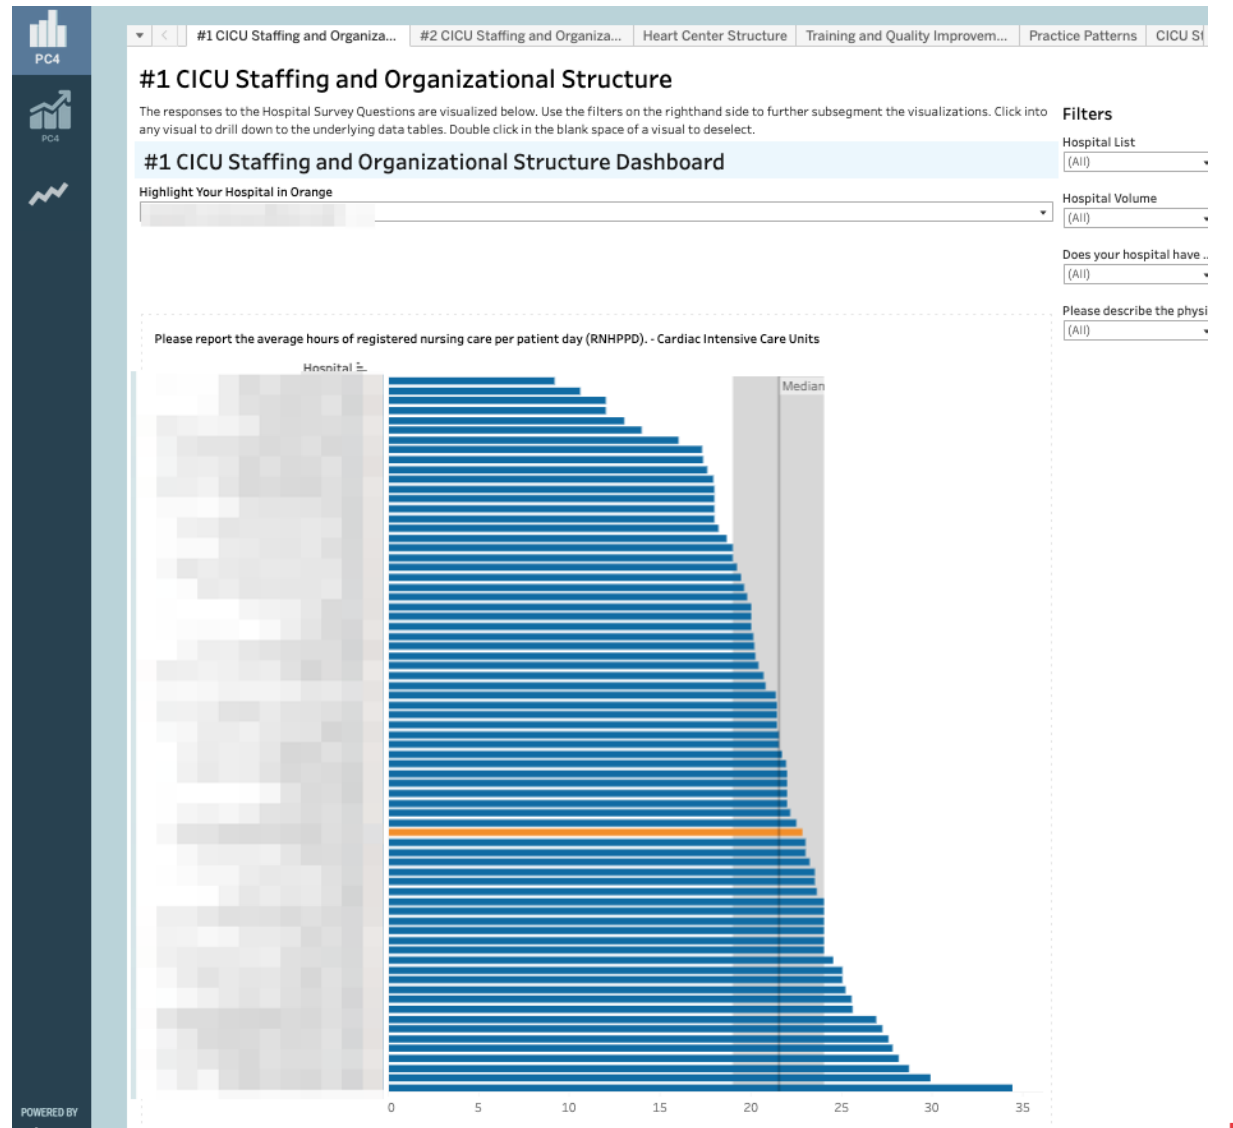 PC4
PC4
POWERED BY
#1 CICU Staffing and Organiza...
#2 CICU Staffing and Organiza...
Heart Center Structure
Training and Quality Improvem...
Practice Patterns
CICU
#1 CICU Staffing and Organizational Structure
The responses to the Hospital Survey Questions are visualized below. Use the filters on the righthand side to further subsegment the visualizations. Click into
any visual to drill down to the underlying data tables. Double click in the blank space of a visual to deselect.
#1 CICU Staffing and Organizational Structure Dashboard
Highlight Your Hospital in Orange
Filters
Hospital List
(All)
Hospital Volume
(All)
Does your hospital have ..
(All)
Please describe the physi
(All)
Please report the average hours of registered nursing care per patient day (RNHPPD). - Cardiac Intensive Care Units
Hospital
Median
0 5 10 15 20 25 30 35